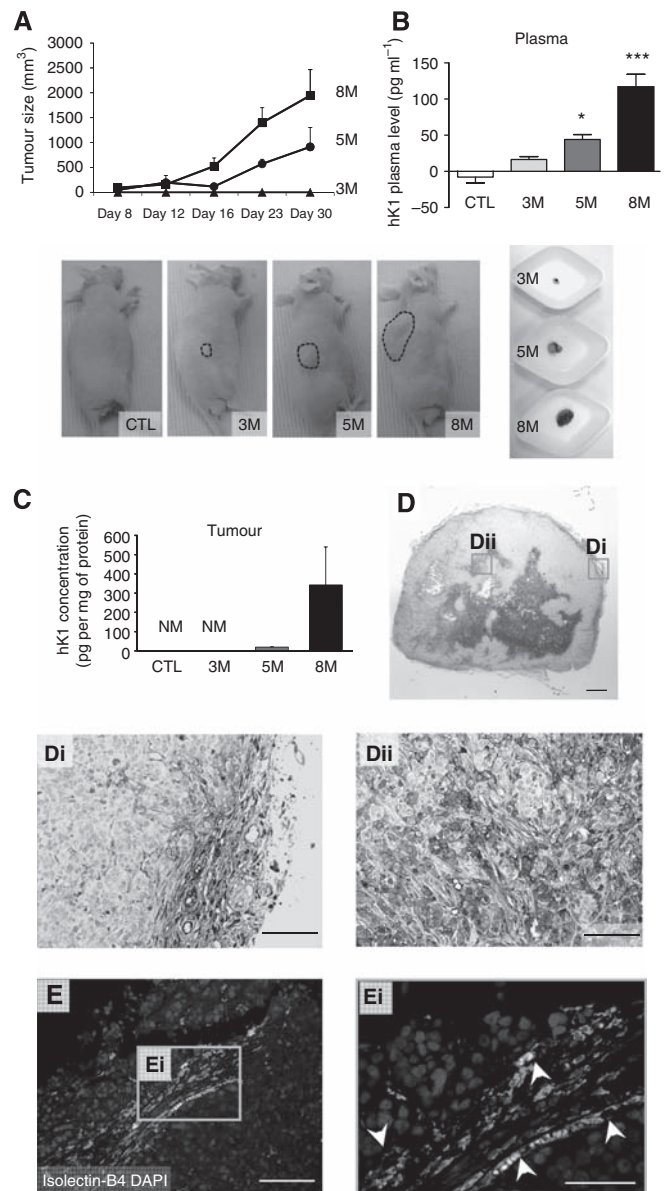 A
Tumour size (mm³)
3000
2500
2000
1500
1000
500
0
8M
5M
3M
Day 8 Day 12 Day 16 Day 23 Day 30
B
Plasma
hK1 plasma level (pg ml⁻¹)
150
100
50
0
–50
*
***
CTL 3M 5M 8M
CTL
3M
5M
8M
3M
5M
8M
C
Tumour
hK1 concentration
(pg per mg of protein)
600
500
400
300
200
100
0
NM NM
CTL 3M 5M 8M
D
Dii
Di
Di
Dii
E
Ei
Isolectin-B4 DAPI
Ei